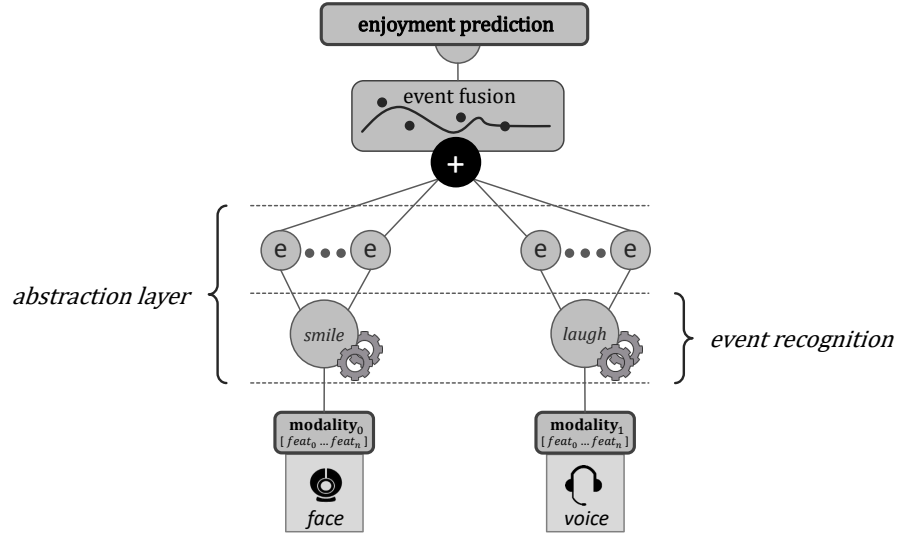 enjoyment prediction
event fusion
+
e e e e
abstraction layer
smile laugh
event recognition
modality₀ modality₁
[ feat₀ ... featₙ ] [ feat₀ ... featₙ ]
face voice